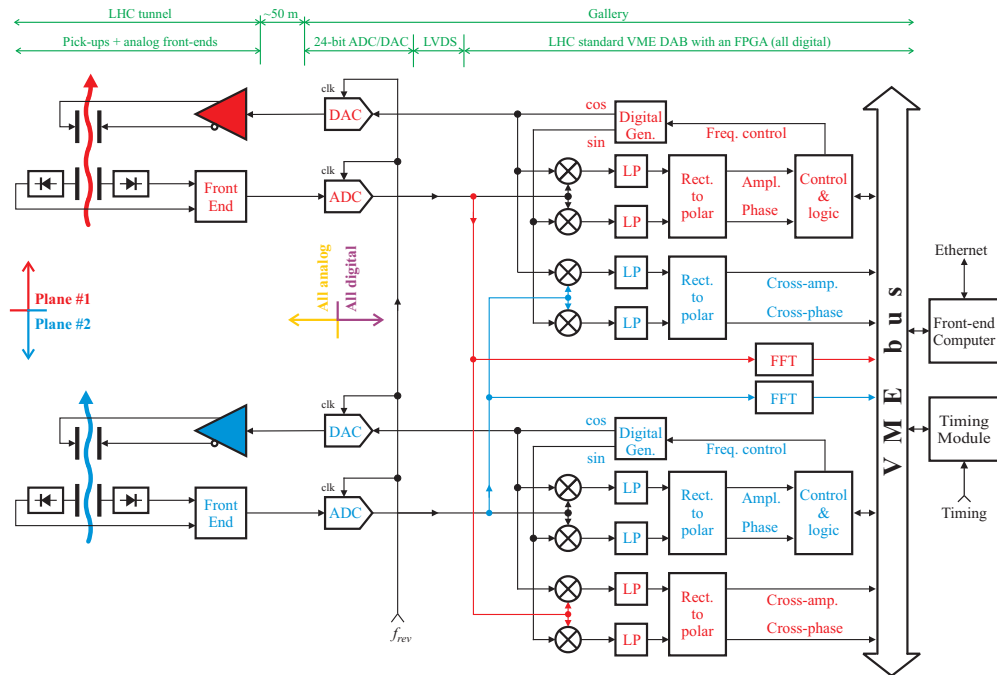 LHC tunnel
~50 m
Gallery
Pick-ups + analog front-ends
24-bit ADC/DAC
LVDS
LHC standard VME DAB with an FPGA (all digital)
clk
DAC
cos
sin
Digital
Gen.
Freq. control
clk
ADC
Front
End
LP
LP
Rect.
to
polar
Ampl.
Phase
Control
&
logic
All analog
All digital
Plane #1
Plane #2
LP
LP
Rect.
to
polar
Cross-amp.
Cross-phase
FFT
FFT
VME bus
Ethernet
Front-end
Computer
Timing
Module
Timing
clk
DAC
cos
sin
Digital
Gen.
Freq. control
clk
ADC
Front
End
LP
LP
Rect.
to
polar
Ampl.
Phase
Control
&
logic
LP
LP
Rect.
to
polar
Cross-amp.
Cross-phase
frev